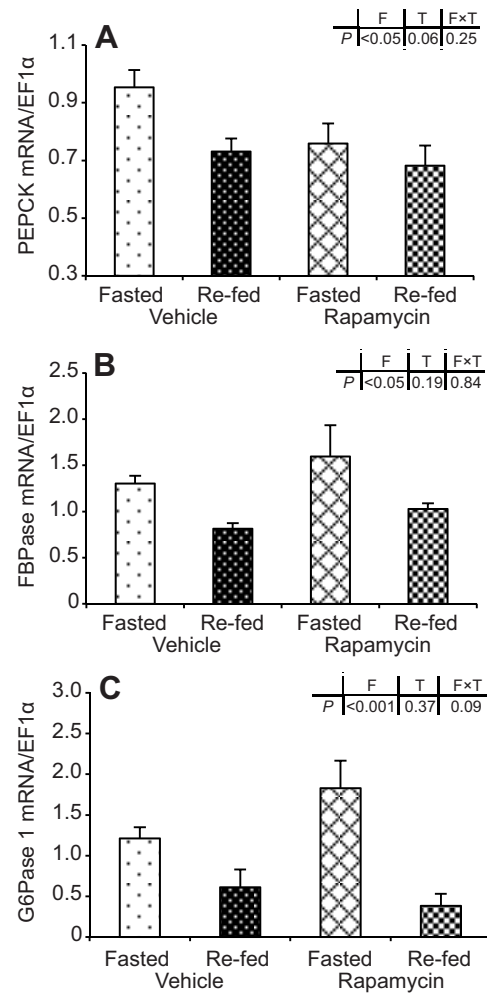 A
F T F×T
P <0.05 0.06 0.25
PEPCK mRNA/EF1α
1.1
0.9
0.7
0.5
0.3
Fasted Re-fed Fasted Re-fed
Vehicle Rapamycin
B
F T F×T
P <0.05 0.19 0.84
FBPase mRNA/EF1α
2.5
2.0
1.5
1.0
0.5
0
Fasted Re-fed Fasted Re-fed
Vehicle Rapamycin
C
F T F×T
P <0.001 0.37 0.09
G6Pase 1 mRNA/EF1α
3.0
2.5
2.0
1.5
1.0
0.5
0
Fasted Re-fed Fasted Re-fed
Vehicle Rapamycin